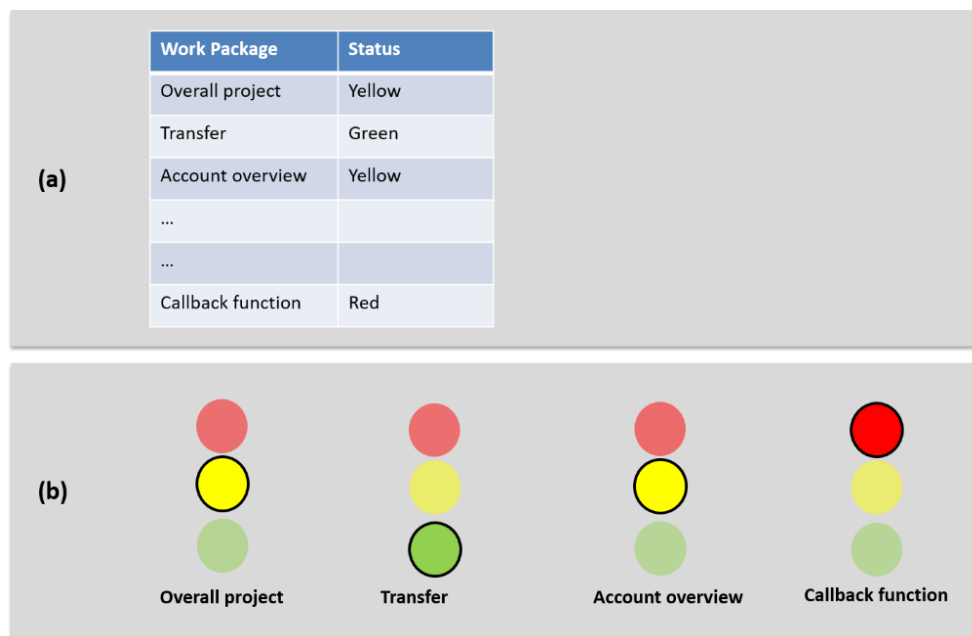 Work Package Status
Overall project Yellow
Transfer Green
(a)
Account overview Yellow
...
...
Callback function Red
(b)
Overall project Transfer Account overview Callback function